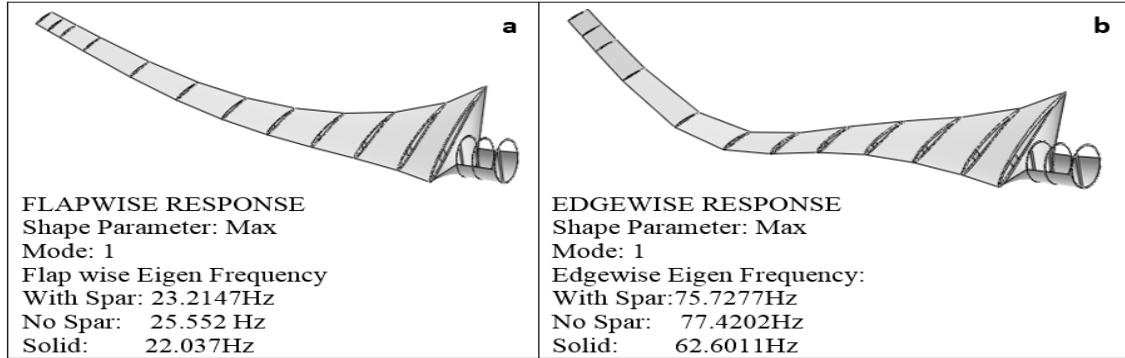 a
FLAPWISE RESPONSE
Shape Parameter: Max
Mode: 1
Flap wise Eigen Frequency
With Spar: 23.2147Hz
No Spar: 25.552 Hz
Solid: 22.037Hz
b
EDGEWISE RESPONSE
Shape Parameter: Max
Mode: 1
Edgewise Eigen Frequency:
With Spar:75.7277Hz
No Spar: 77.4202Hz
Solid: 62.6011Hz